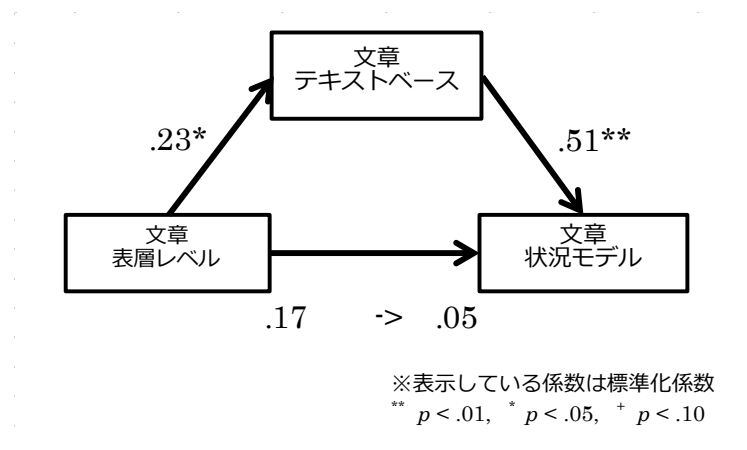 文章
テキストベース
.23*
.51**
文章
表層レベル
文章
状況モデル
.17 -> .05
※表示している係数は標準化係数
** p < .01, * p < .05, + p < .10